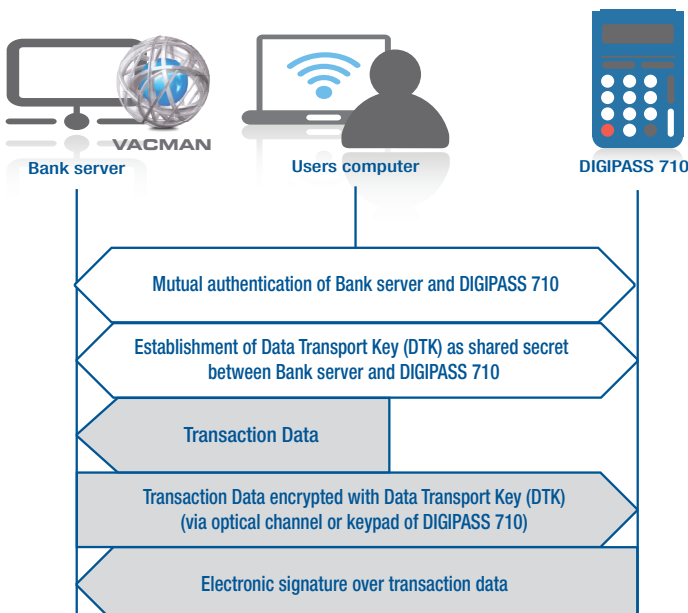 VACMAN
Bank server
Users computer
DIGIPASS 710
Mutual authentication of Bank server and DIGIPASS 710
Establishment of Data Transport Key (DTK) as shared secret
between Bank server and DIGIPASS 710
Transaction Data
Transaction Data encrypted with Data Transport Key (DTK)
(via optical channel or keypad of DIGIPASS 710)
Electronic signature over transaction data